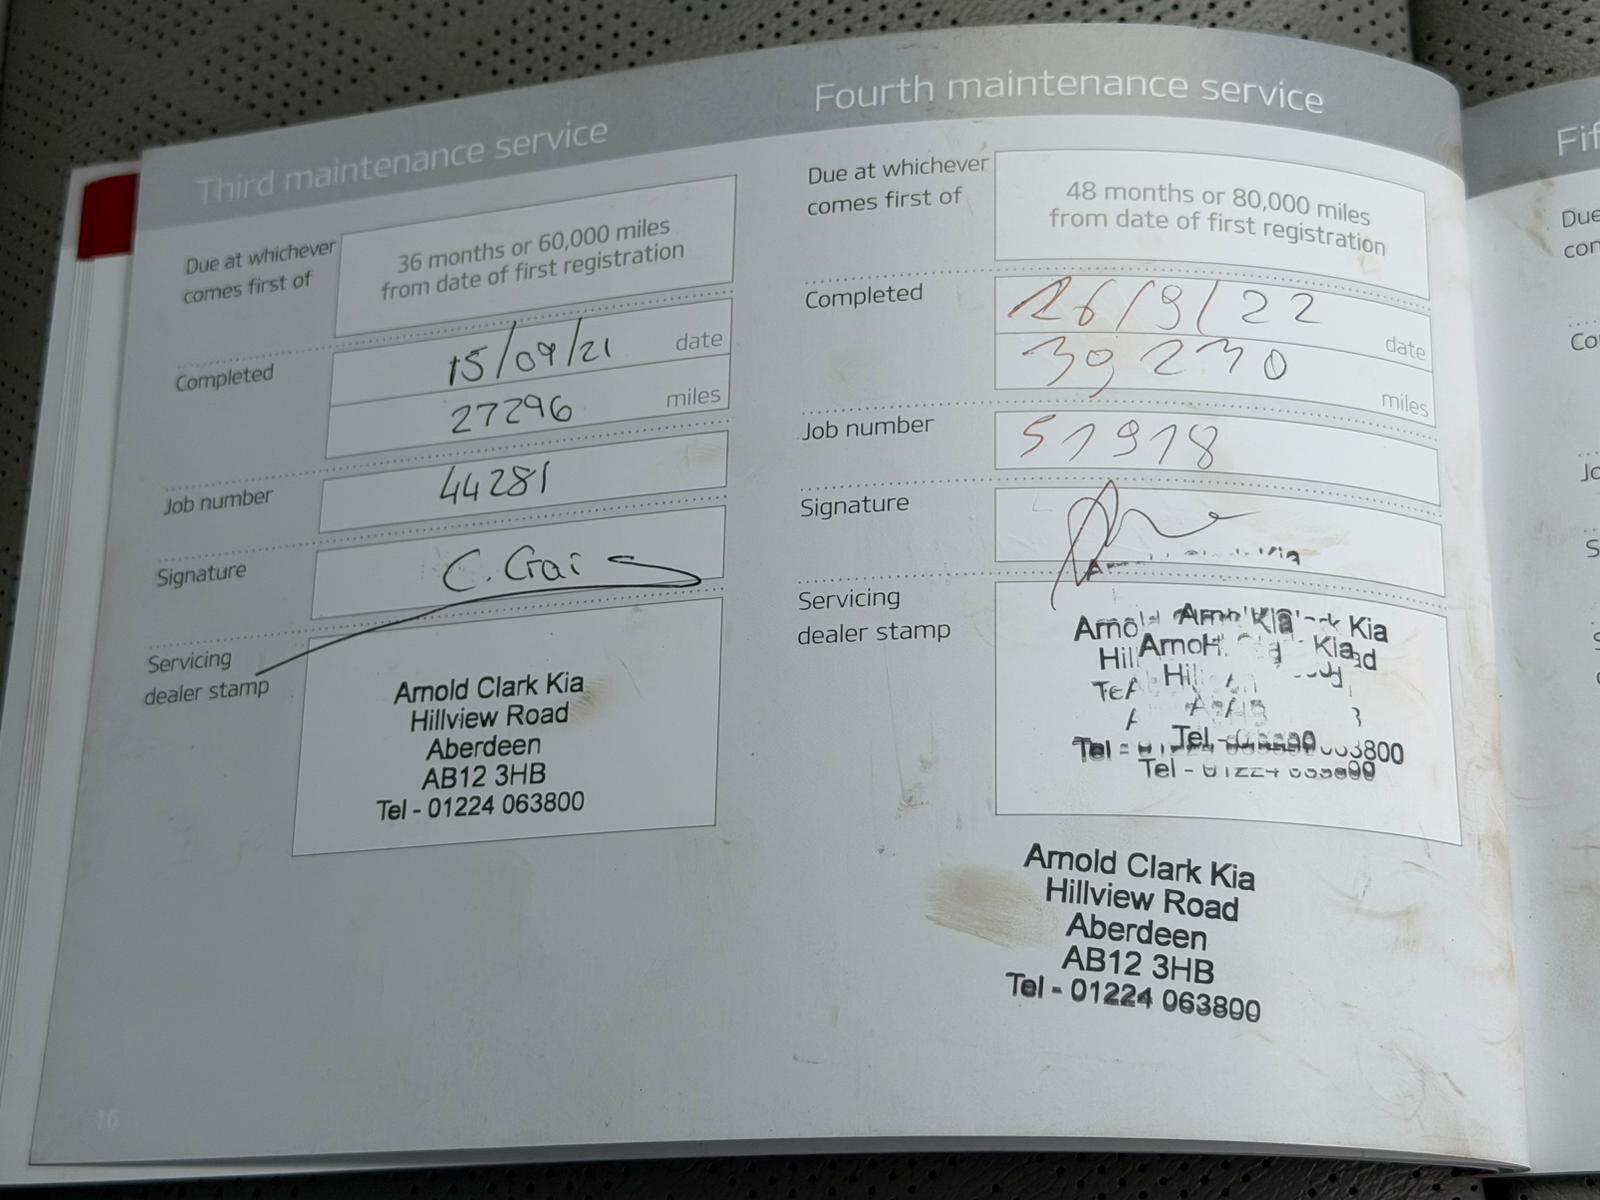 Third maintenance service
Due at whichever
comes first of
36 months or 60,000 miles
from date of first registration
Completed
15/09/21 date
27296 miles
Job number
44281
Signature
C. Craig
Servicing
dealer stamp
Arnold Clark Kia
Hillview Road
Aberdeen
AB12 3HB
Tel - 01224 063800
16
Fourth maintenance service
Due at whichever
comes first of
48 months or 80,000 miles
from date of first registration
Completed
26/9/22 date
39230 miles
Job number
51918
Signature
Servicing
dealer stamp
Arnold Clark Kia
Hillview Road
Aberdeen
AB12 3HB
Tel - 01224 063800